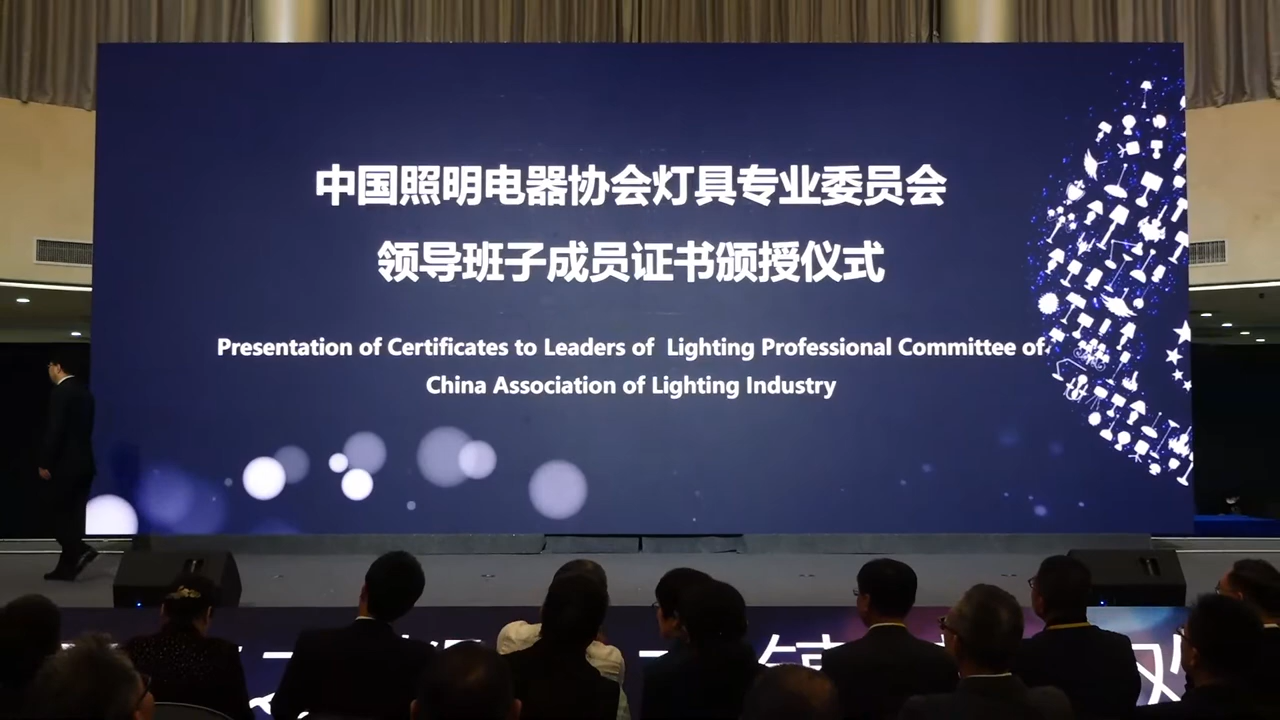 中国照明电器协会灯具专业委员会
领导班子成员证书颁授仪式
Presentation of Certificates to Leaders of  Lighting Professional Committee of
China Association of Lighting Industry